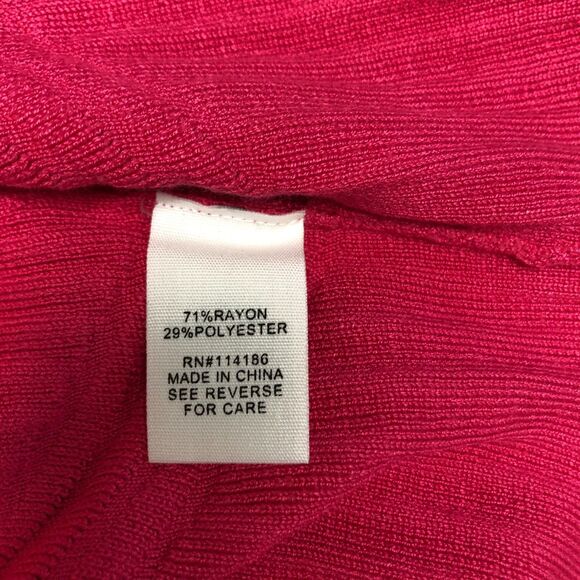 71%RAYON
29%POLYESTER
RN#114186
MADE IN CHINA
SEE REVERSE
FOR CARE